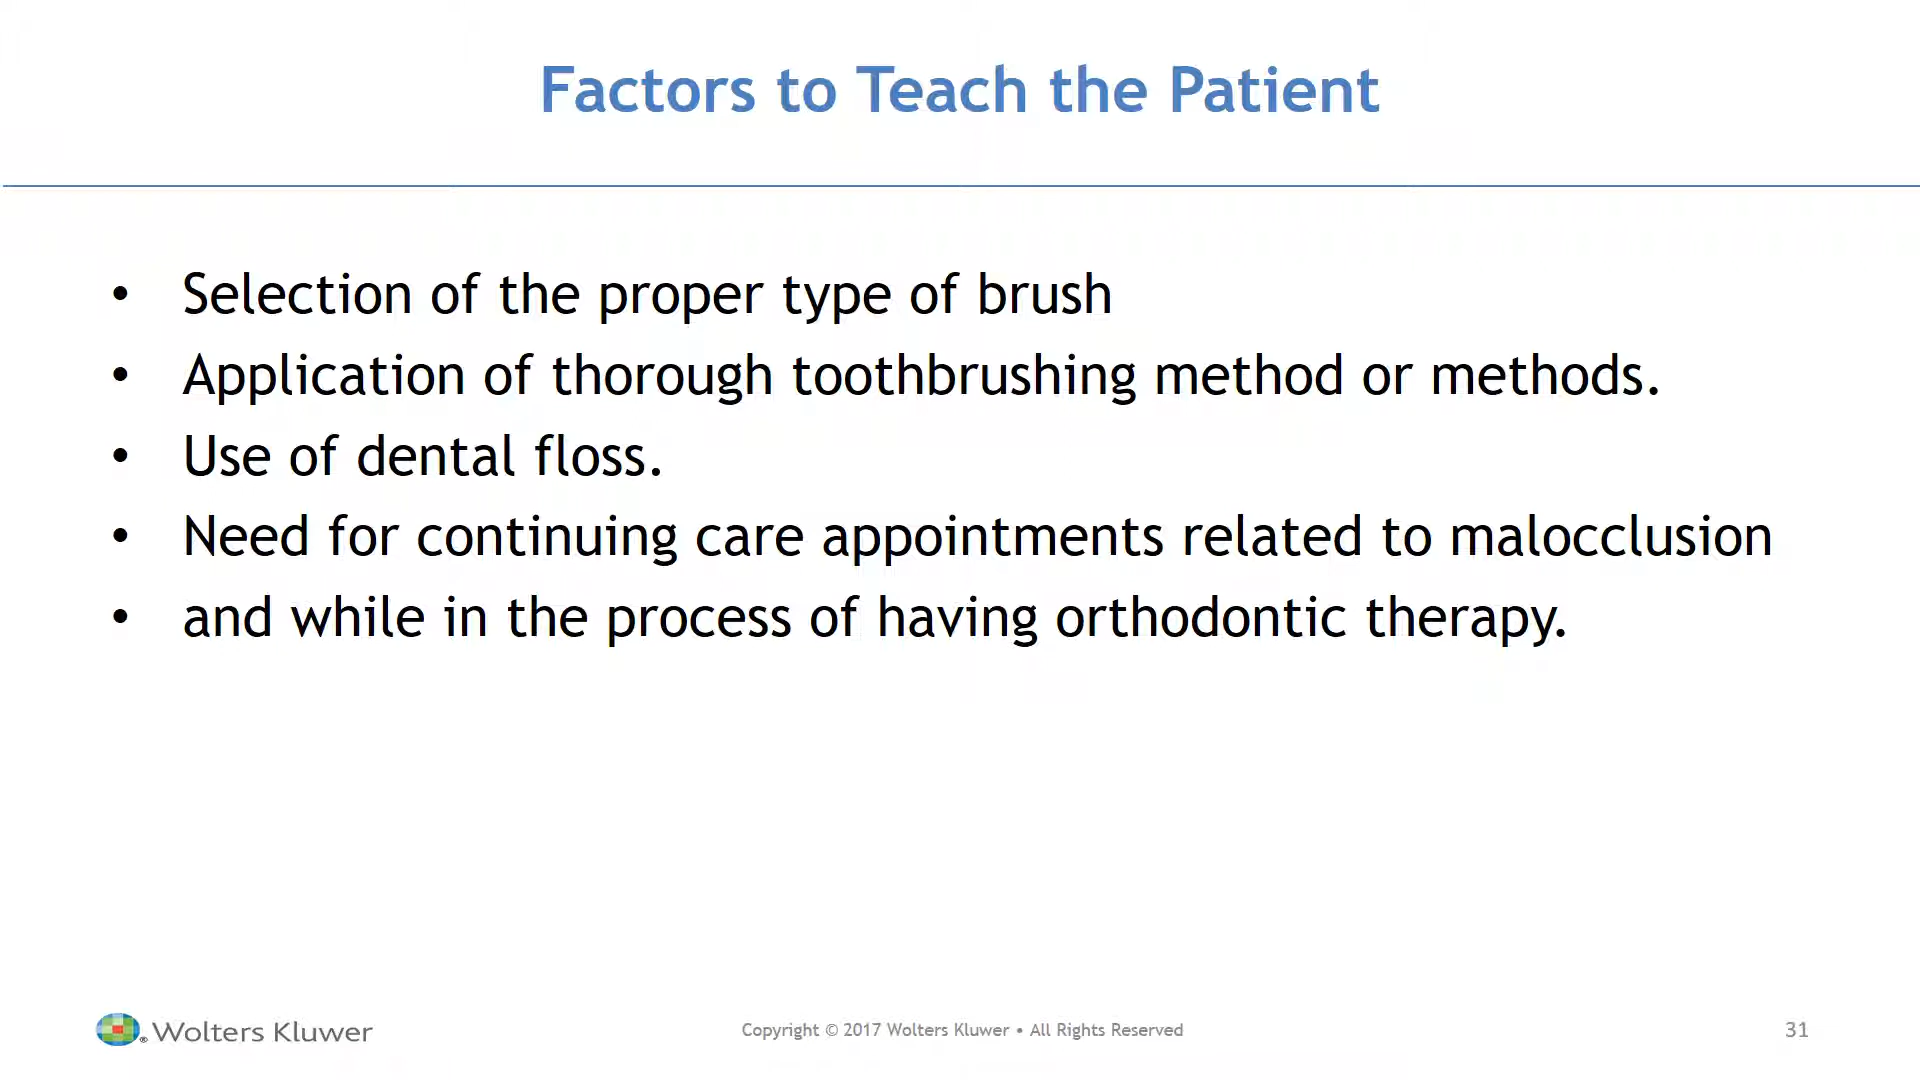 Factors to Teach the Patient
• Selection of the proper type of brush
• Application of thorough toothbrushing method or methods.
• Use of dental floss.
• Need for continuing care appointments related to malocclusion
• and while in the process of having orthodontic therapy.
® Wolters Kluwer
Copyright © 2017 Wolters Kluwer • All Rights Reserved
31